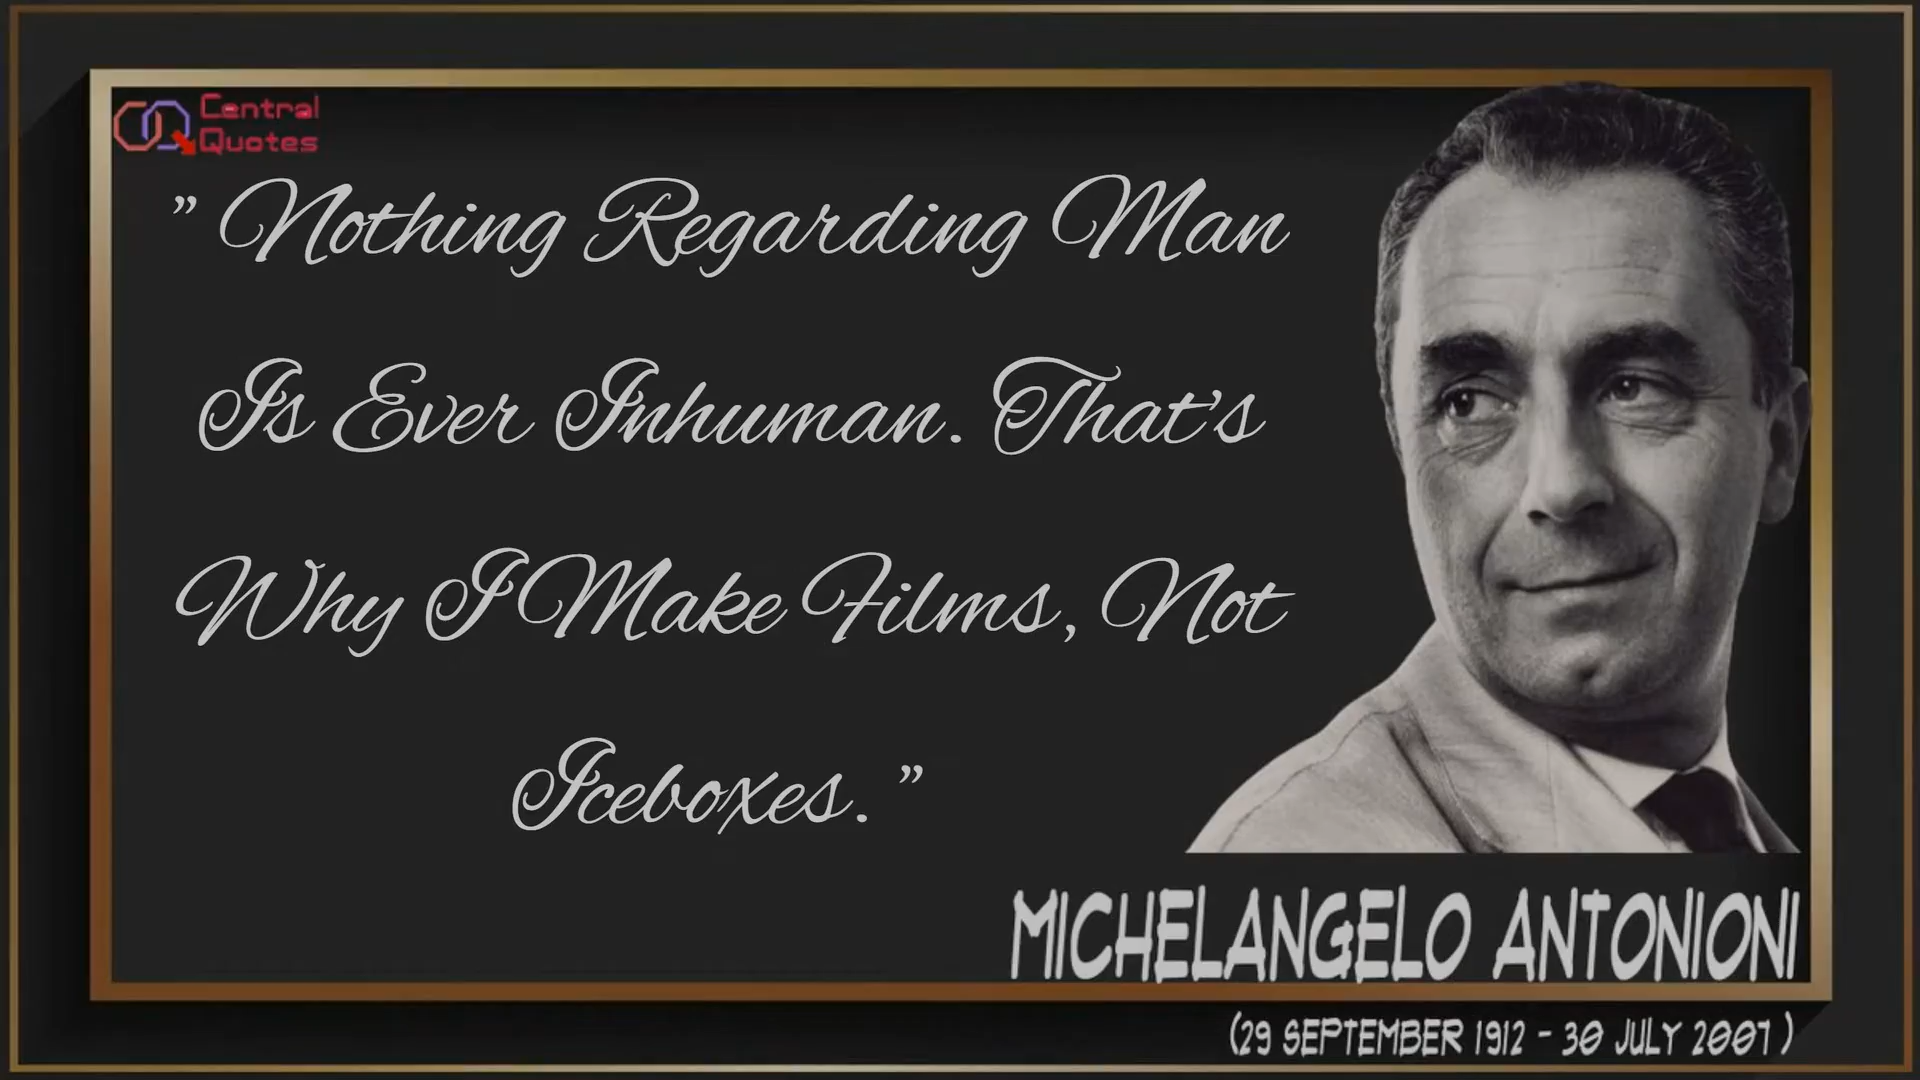 Central
Quotes
” Nothing Regarding Man
Is Ever Inhuman. That’s
Why I Make Films, Not
Iceboxes. ”
MICHELANGELO ANTONIONI
(29 SEPTEMBER 1912 - 30 JULY 2007 )